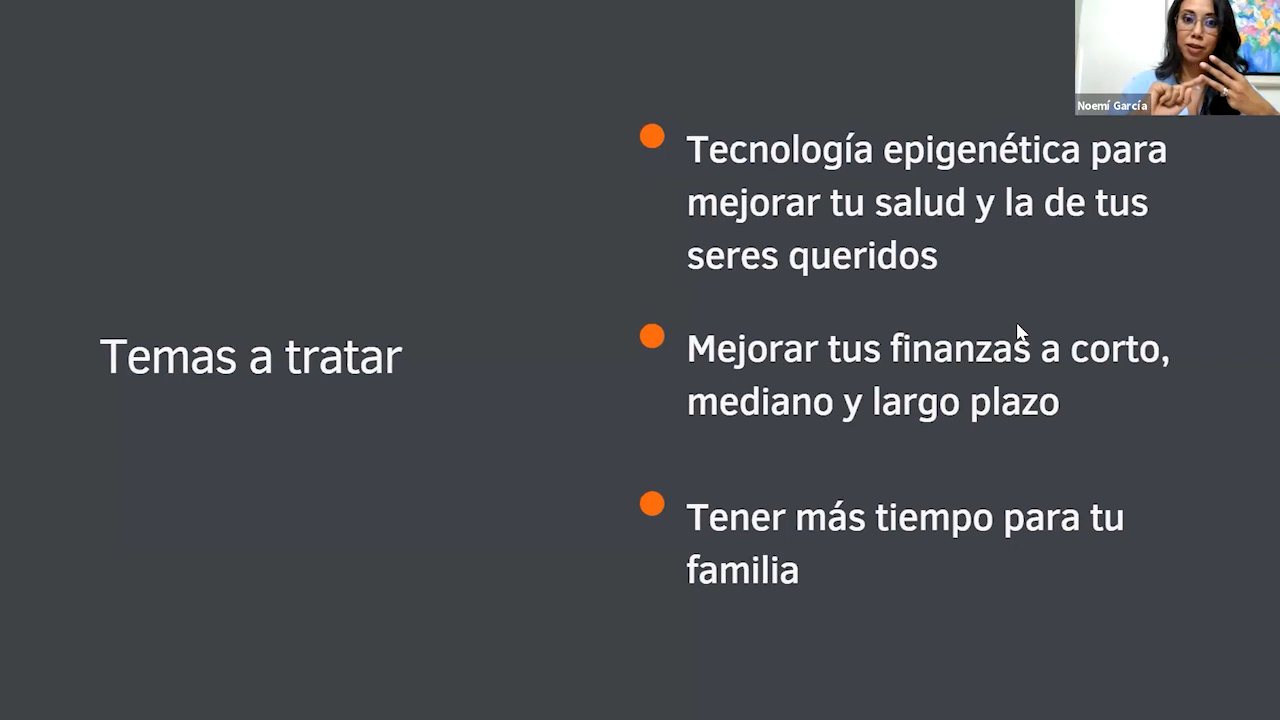 Noemí García
Tecnología epigenética para
mejorar tu salud y la de tus
seres queridos
Temas a tratar
Mejorar tus finanzas a corto,
mediano y largo plazo
Tener más tiempo para tu
familia